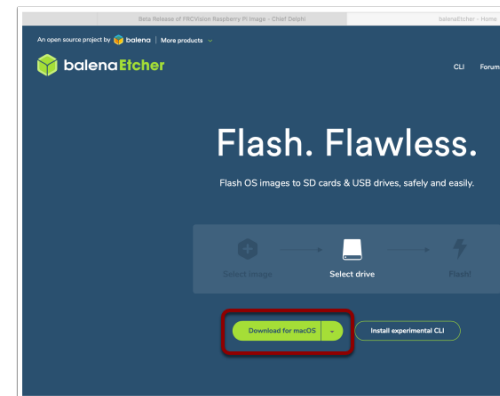 Beta Release of FRCVision Raspberry Pi Image - Chief Delphi
balenaEtcher - Home
An open source project by balena | More products
balenaEtcher
CLI Forum
Flash. Flawless.
Flash OS images to SD cards & USB drives, safely and easily.
Select image Select drive Flash!
Download for macOS Install experimental CLI